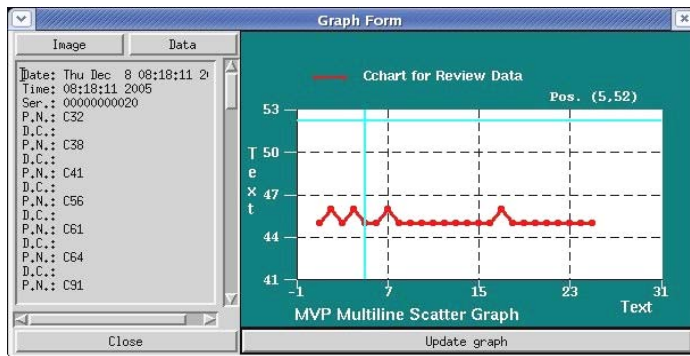 Graph Form
Image
Data
Date: Thu Dec 8 08:18:11
Time: 08:18:11 2005
Ser.: 00000000020
P.N.: C32
D.C.:
P.N.: C38
D.C.:
P.N.: C41
D.C.:
P.N.: C56
D.C.:
P.N.: C61
D.C.:
P.N.: C64
D.C.:
P.N.: C91
Close
Cchart for Review Data
Pos. (5,52)
53
50
47
44
41
Text
-1
7
15
23
31
Text
MVP Multiline Scatter Graph
Update graph